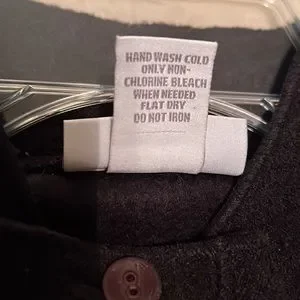 HAND WASH COLD
ONLY NON-
CHLORINE BLEACH
WHEN NEEDED
FLAT DRY
DO NOT IRON